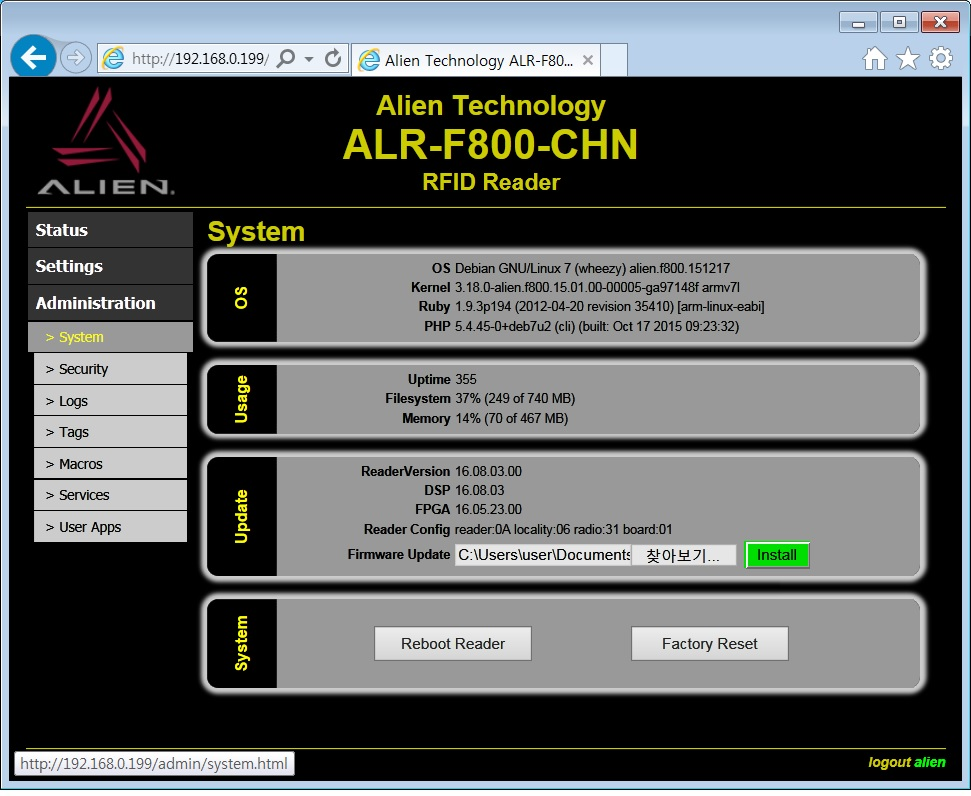 http://192.168.0.199/
Alien Technology ALR-F80...
ALIEN.
Alien Technology
ALR-F800-CHN
RFID Reader
Status
Settings
Administration
> System
> Security
> Logs
> Tags
> Macros
> Services
> User Apps
System
OS
OS Debian GNU/Linux 7 (wheezy) alien.f800.151217
Kernel 3.18.0-alien.f800.15.01.00-00005-ga97148f armv7l
Ruby 1.9.3p194 (2012-04-20 revision 35410) [arm-linux-eabi]
PHP 5.4.45-0+deb7u2 (cli) (built: Oct 17 2015 09:23:32)
Usage
Uptime 355
Filesystem 37% (249 of 740 MB)
Memory 14% (70 of 467 MB)
Update
ReaderVersion 16.08.03.00
DSP 16.08.03
FPGA 16.05.23.00
Reader Config reader:0A locality:06 radio:31 board:01
Firmware Update C:\Users\user\Documents 찾아보기... Install
System
Reboot Reader Factory Reset
http://192.168.0.199/admin/system.html
logout alien